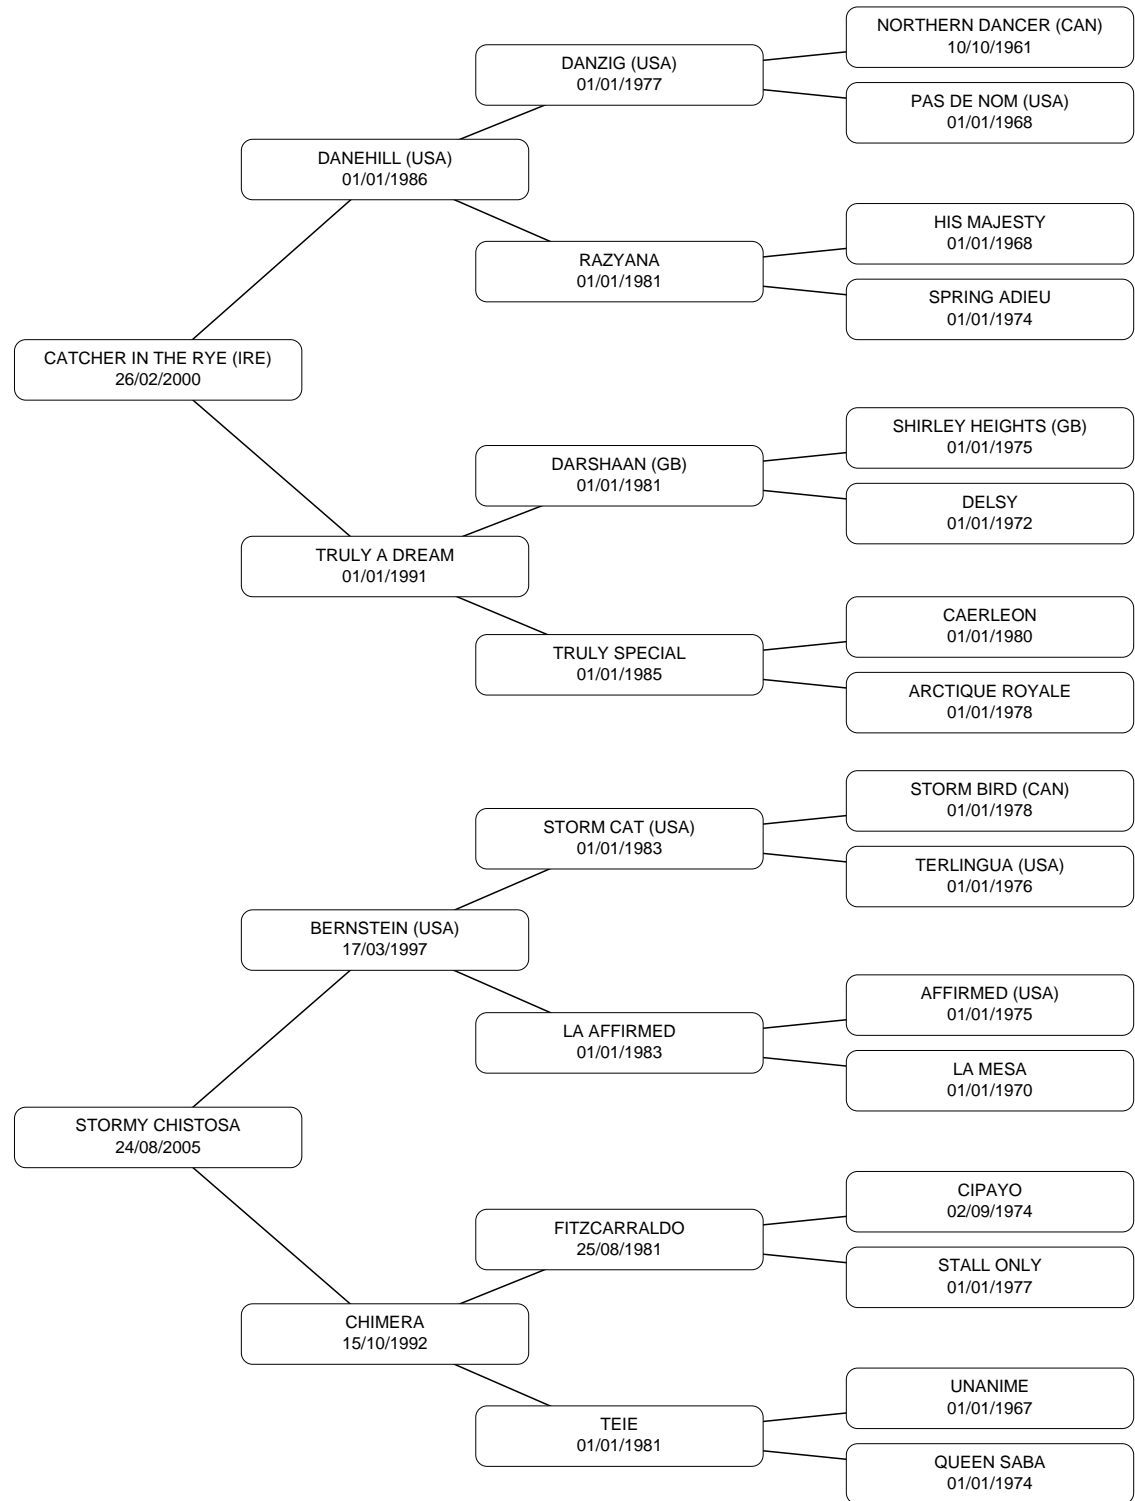 NORTHERN DANCER (CAN)
10/10/1961
DANZIG (USA)
01/01/1977
PAS DE NOM (USA)
01/01/1968
DANEHILL (USA)
01/01/1986
HIS MAJESTY
01/01/1968
RAZYANA
01/01/1981
SPRING ADIEU
01/01/1974
CATCHER IN THE RYE (IRE)
26/02/2000
SHIRLEY HEIGHTS (GB)
01/01/1975
DARSHAAN (GB)
01/01/1981
DELSY
01/01/1972
TRULY A DREAM
01/01/1991
CAERLEON
01/01/1980
TRULY SPECIAL
01/01/1985
ARCTIQUE ROYALE
01/01/1978
STORM BIRD (CAN)
01/01/1978
STORM CAT (USA)
01/01/1983
TERLINGUA (USA)
01/01/1976
BERNSTEIN (USA)
17/03/1997
AFFIRMED (USA)
01/01/1975
LA AFFIRMED
01/01/1983
LA MESA
01/01/1970
STORMY CHISTOSA
24/08/2005
CIPAYO
02/09/1974
FITZCARRALDO
25/08/1981
STALL ONLY
01/01/1977
CHIMERA
15/10/1992
UNANIME
01/01/1967
TEIE
01/01/1981
QUEEN SABA
01/01/1974